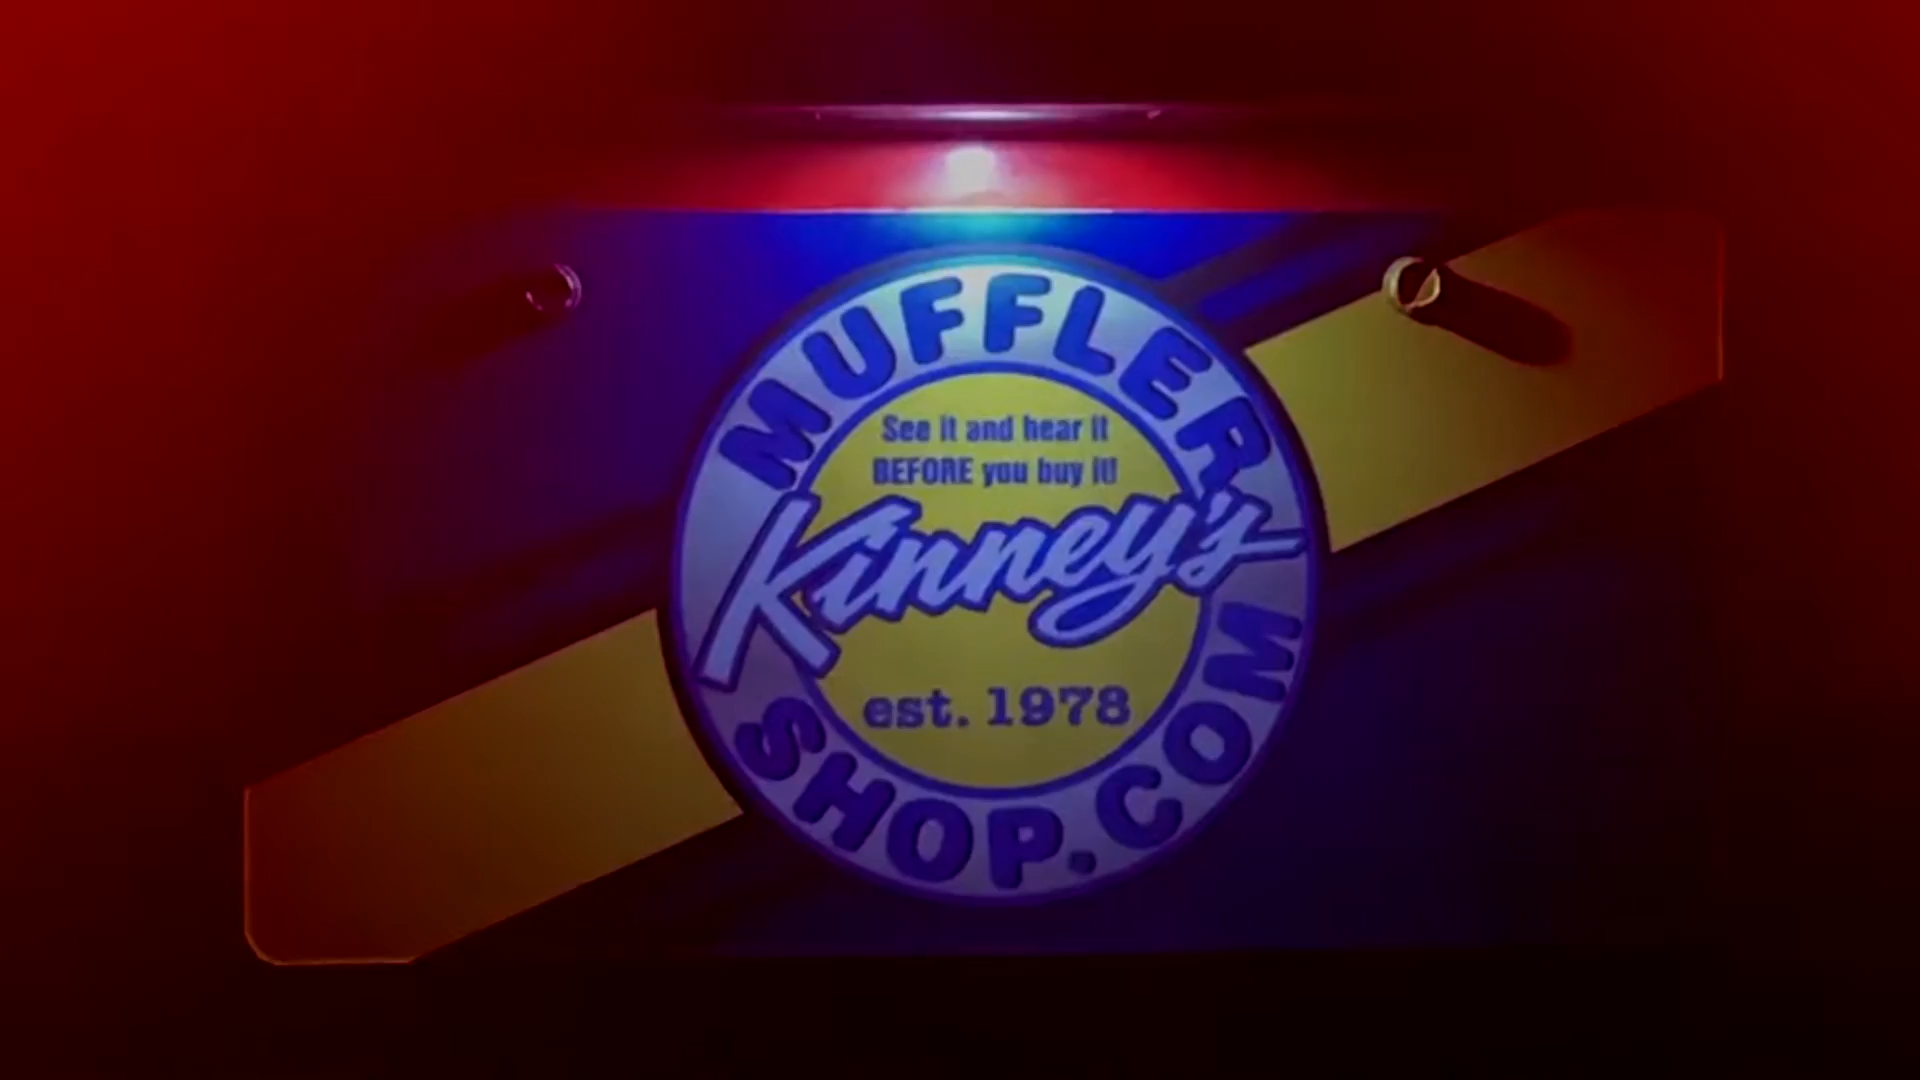 MUFFLER
See it and hear it
BEFORE you buy it!
Kinney's
est. 1978
SHOP.COM